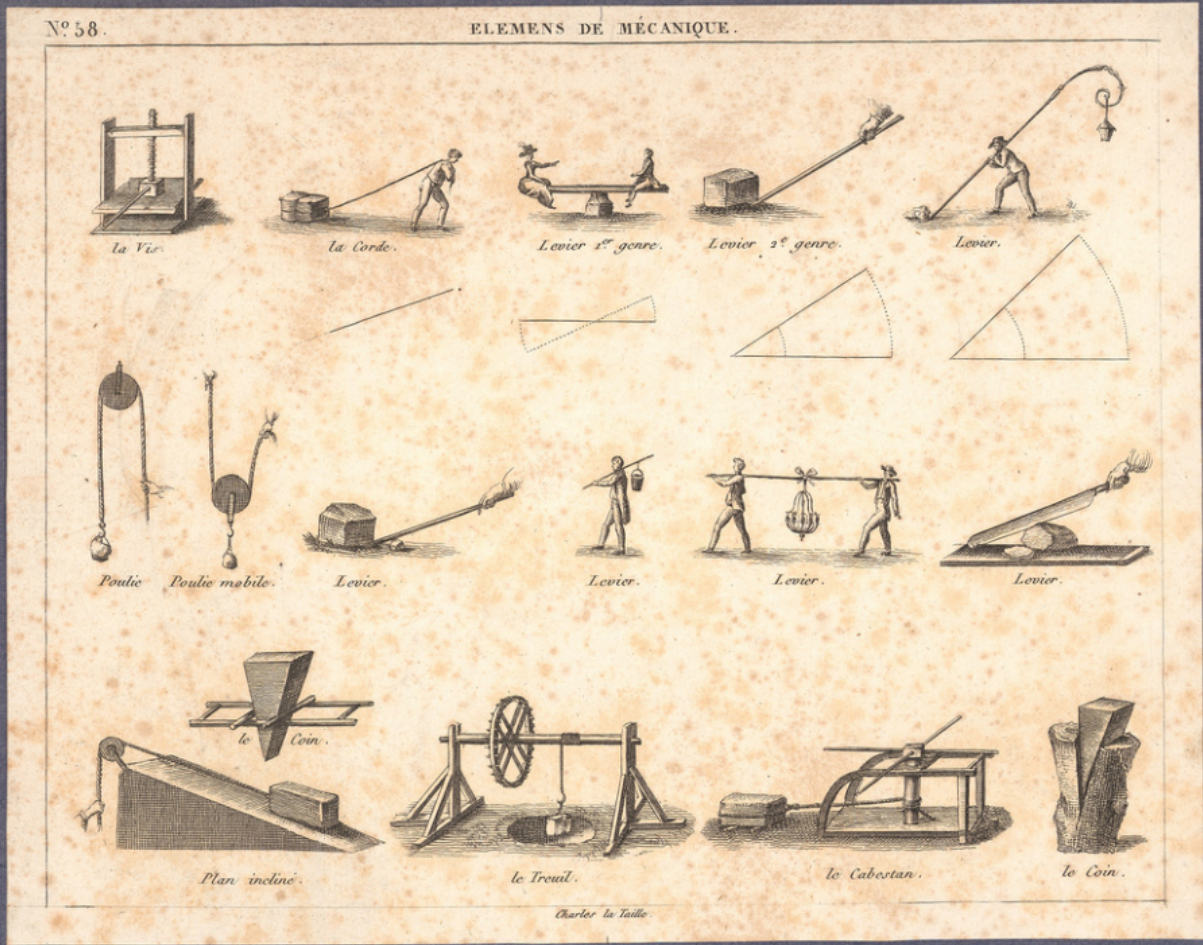 Nº 58.
ELEMENS DE MÉCANIQUE.
la Vis.
la Corde.
Levier 1er genre.
Levier 2e genre.
Levier.
Poulie
Poulie mobile.
Levier.
Levier.
Levier.
Levier.
le Coin.
Plan incliné.
le Treuil.
le Cabestan.
le Coin.
Charles la Taille.